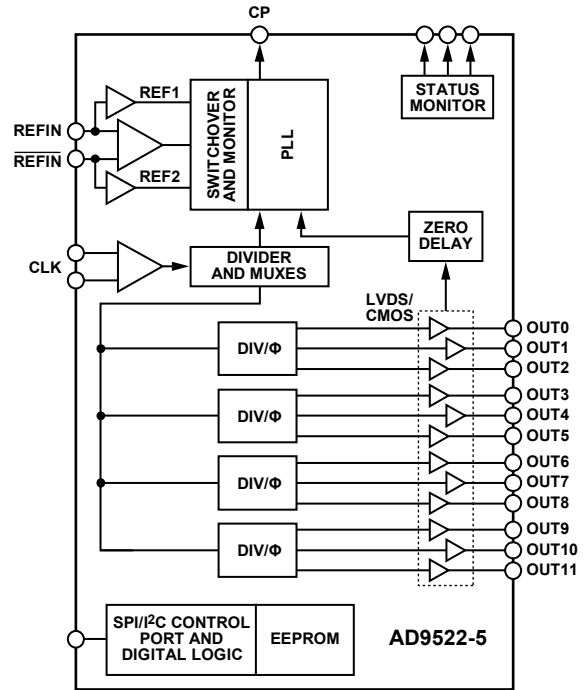 CP
REF1
REFIN
REFIN
REF2
SWITCHOVER
AND MONITOR
PLL
STATUS
MONITOR
CLK
DIVIDER
AND MUXES
ZERO
DELAY
LVDS/
CMOS
DIV/Φ
OUT0
OUT1
OUT2
DIV/Φ
OUT3
OUT4
OUT5
DIV/Φ
OUT6
OUT7
OUT8
DIV/Φ
OUT9
OUT10
OUT11
SPI/I²C CONTROL
PORT AND
DIGITAL LOGIC
EEPROM
AD9522-5